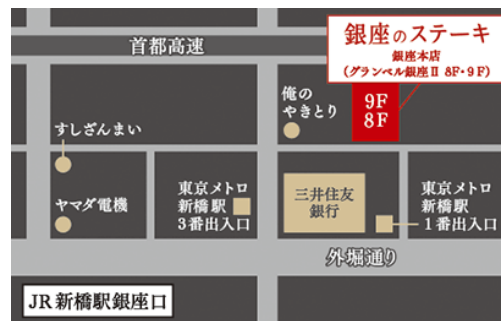 首都高速
銀座のステーキ
銀座本店
(グランベル銀座Ⅱ 8F・9F)
9F
8F
俺の
やきとり
すしざんまい
ヤマダ電機
東京メトロ
新橋駅
3番出入口
三井住友
銀行
東京メトロ
新橋駅
1番出入口
外堀通り
JR新橋駅銀座口